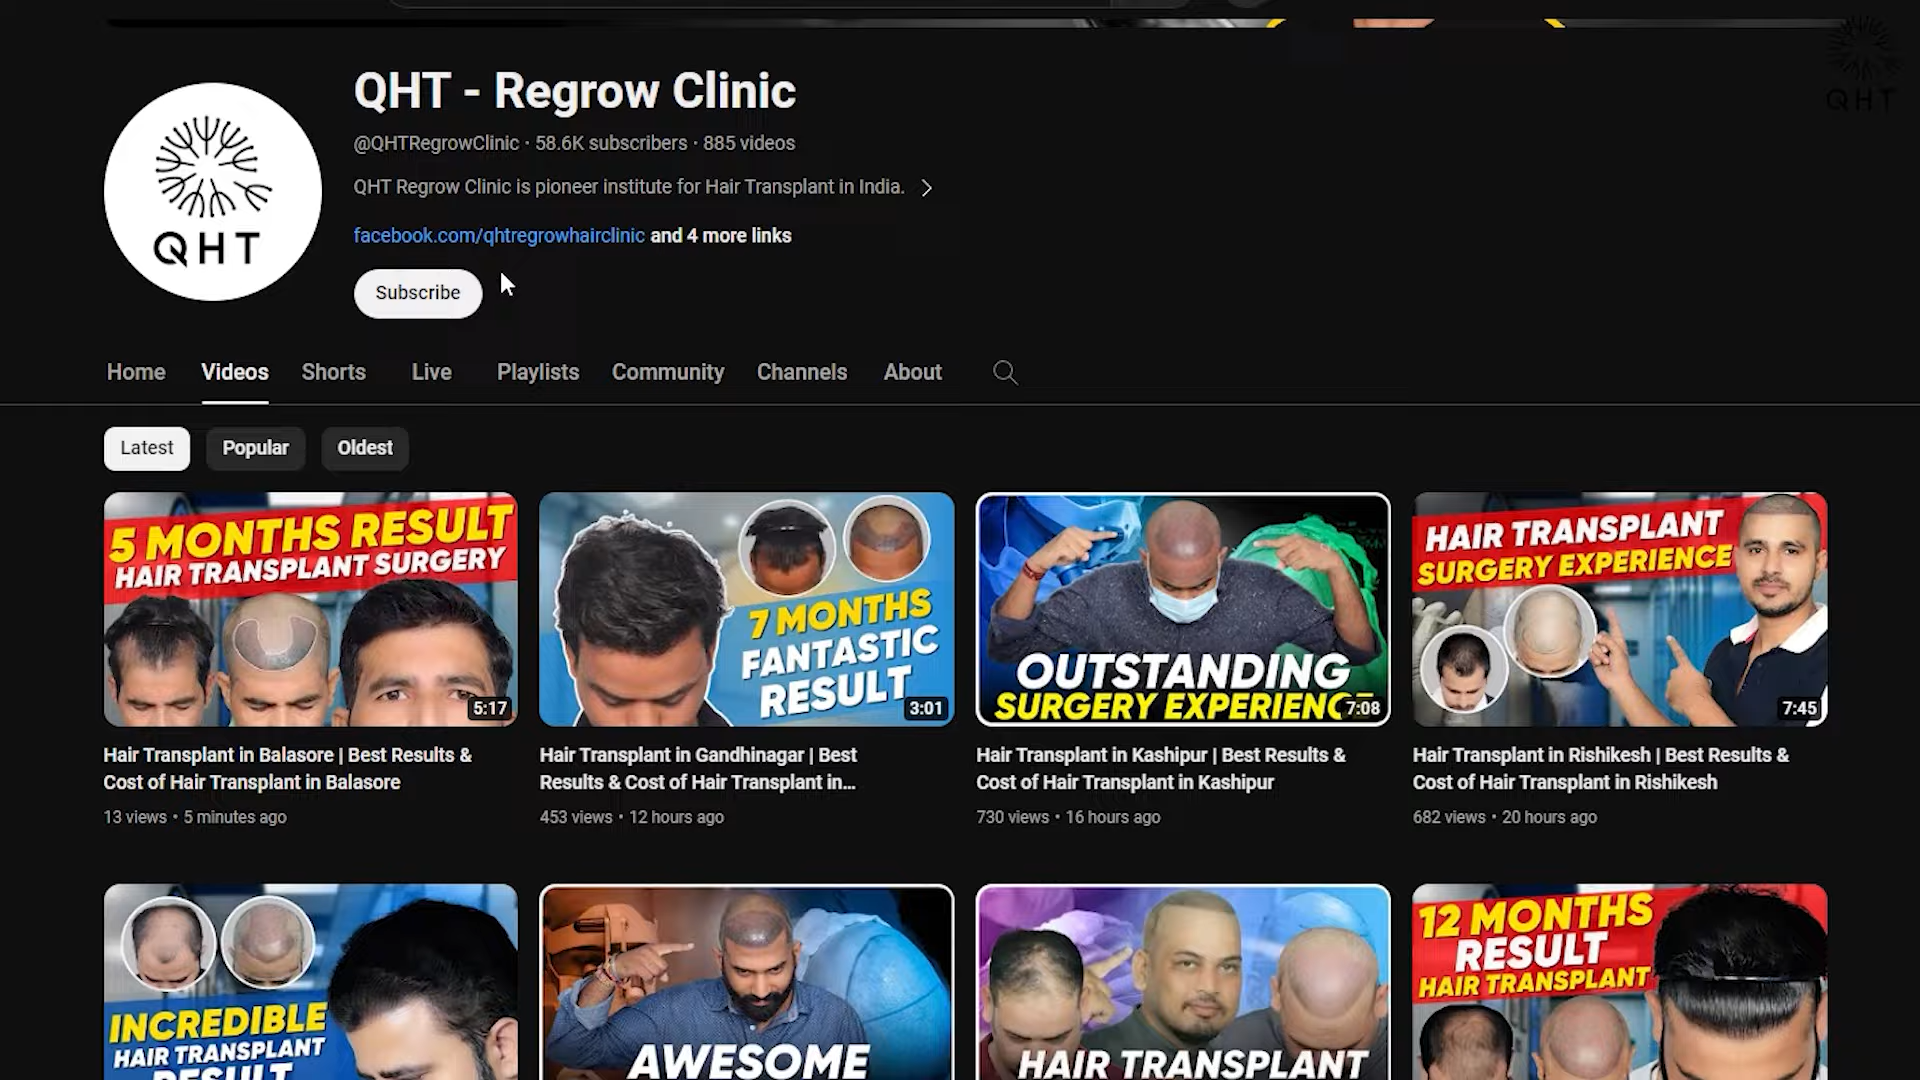 QHT - Regrow Clinic
@QHTRegrowClinic · 58.6K subscribers · 885 videos
QHT Regrow Clinic is pioneer institute for Hair Transplant in India.
facebook.com/qhtregrowhairclinic and 4 more links
Subscribe
QHT
QHT
Home Videos Shorts Live Playlists Community Channels About
Latest Popular Oldest
5 MONTHS RESULT
HAIR TRANSPLANT SURGERY
5:17
7 MONTHS
FANTASTIC
RESULT
3:01
OUTSTANDING
SURGERY EXPERIENC
7:08
HAIR TRANSPLANT
SURGERY EXPERIENCE
7:45
Hair Transplant in Balasore | Best Results &
Cost of Hair Transplant in Balasore
13 views • 5 minutes ago
Hair Transplant in Gandhinagar | Best
Results & Cost of Hair Transplant in...
453 views • 12 hours ago
Hair Transplant in Kashipur | Best Results &
Cost of Hair Transplant in Kashipur
730 views • 16 hours ago
Hair Transplant in Rishikesh | Best Results &
Cost of Hair Transplant in Rishikesh
682 views • 20 hours ago
INCREDIBLE
HAIR TRANSPLANT
RESULT
AWESOME
HAIR TRANSPLANT
12 MONTHS
RESULT
HAIR TRANSPLANT